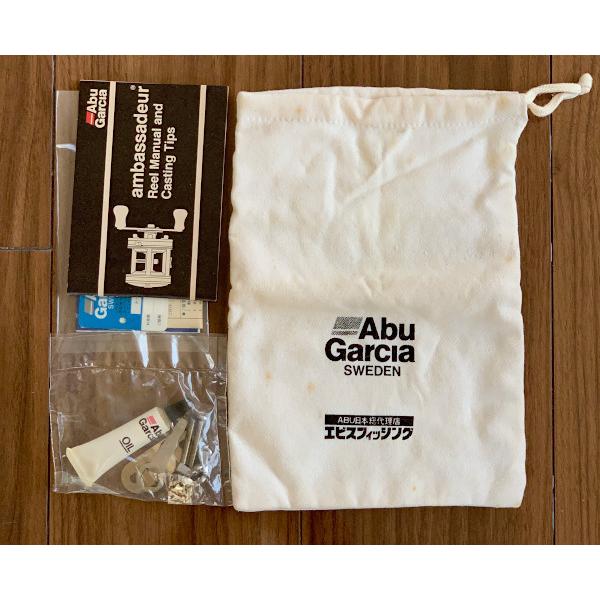 Abu
Garcia
ambassadeur®
Reel Manual and
Casting Tips
Abu
Garcia
OIL
Abu
Garcia
SWEDEN
ABU日本総代理店
エビスフィッシング